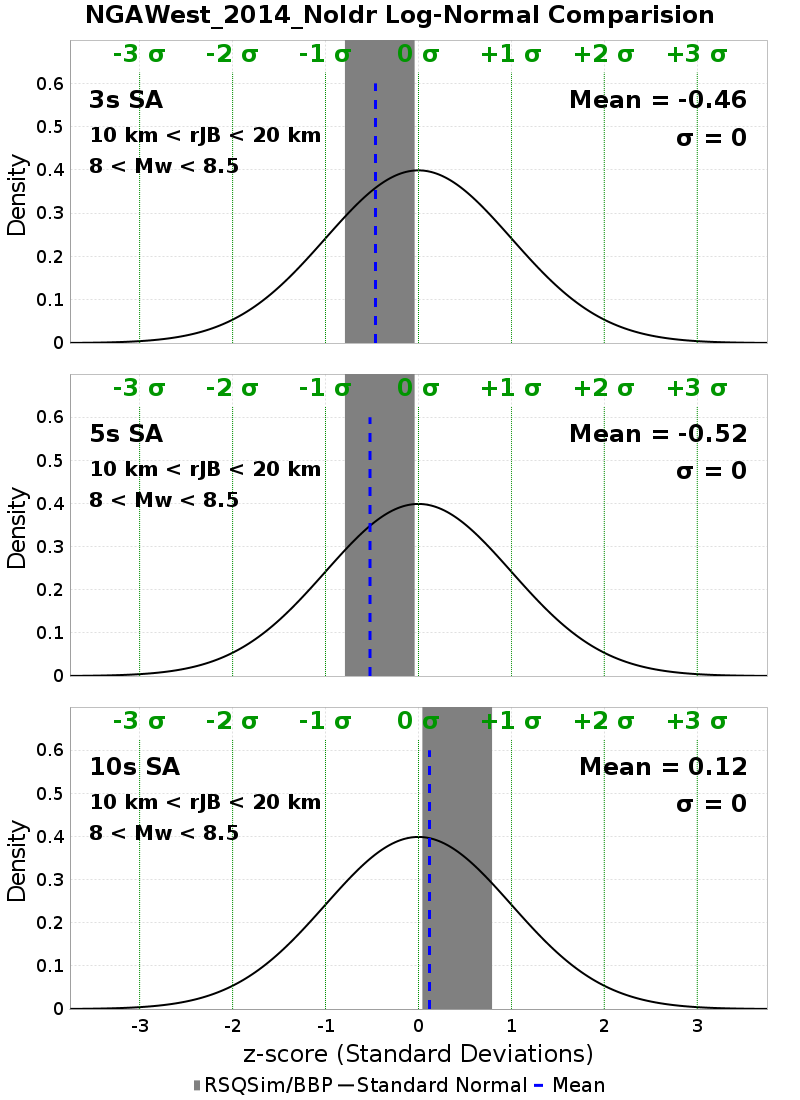 NGAWest_2014_NoIdr Log-Normal Comparision
-3 σ -2 σ -1 σ 0 σ +1 σ +2 σ +3 σ
0.6
3s SA Mean = -0.46
0.5
10 km < rJB < 20 km σ = 0
8 < Mw < 8.5
0.4
Density
0.3
0.2
0.1
0
-3 σ -2 σ -1 σ 0 σ +1 σ +2 σ +3 σ
0.6
5s SA Mean = -0.52
0.5
10 km < rJB < 20 km σ = 0
8 < Mw < 8.5
0.4
Density
0.3
0.2
0.1
0
-3 σ -2 σ -1 σ 0 σ +1 σ +2 σ +3 σ
0.6
10s SA Mean = 0.12
0.5
10 km < rJB < 20 km σ = 0
8 < Mw < 8.5
0.4
Density
0.3
0.2
0.1
0
-3 -2 -1 0 1 2 3
z-score (Standard Deviations)
RSQSim/BBP Standard Normal Mean